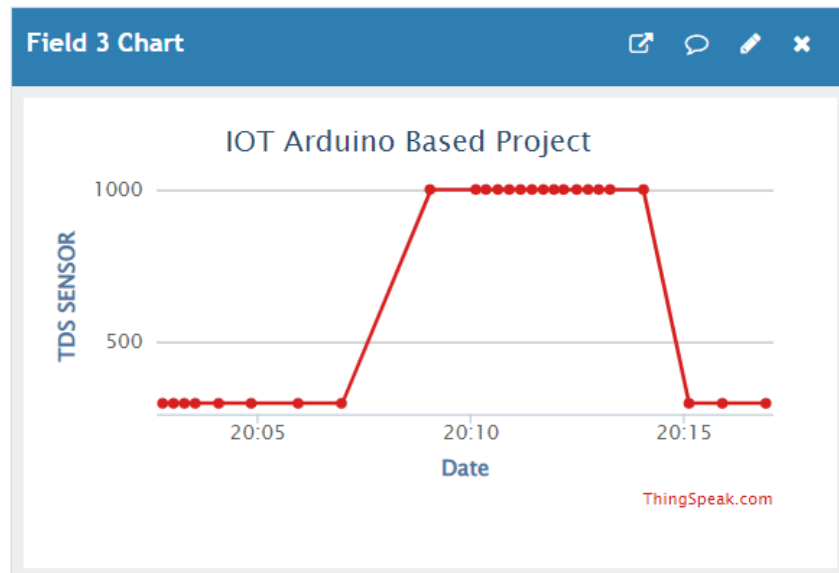 Field 3 Chart
IOT Arduino Based Project
1000
500
TDS SENSOR
20:05 20:10 20:15
Date
ThingSpeak.com